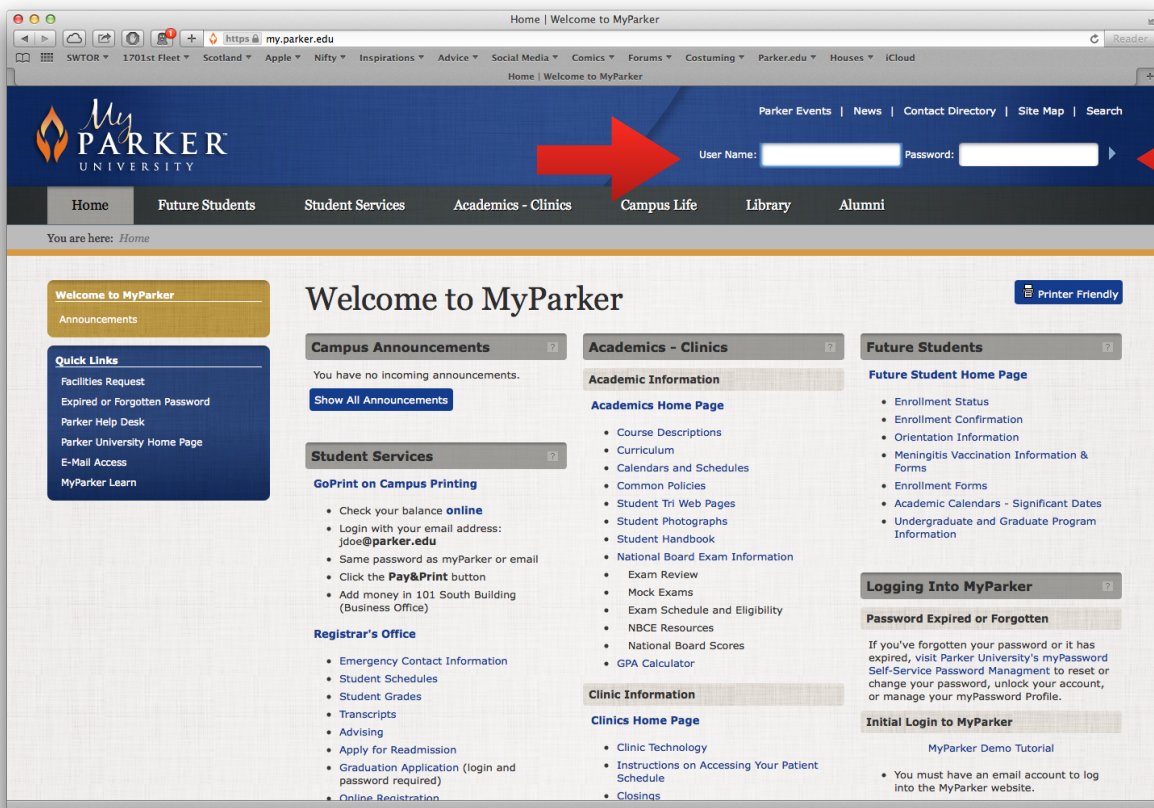 Home | Welcome to MyParker
1
https my.parker.edu
Reader
SWTOR 1701st Fleet Scotland Apple Nifty Inspirations Advice Social Media Comics Forums Costuming Parker.edu Houses iCloud
Home | Welcome to MyParker
My
PARKER
UNIVERSITY
Parker Events | News | Contact Directory | Site Map | Search
User Name: Password:
Home Future Students Student Services Academics - Clinics Campus Life Library Alumni
You are here: Home
Welcome to MyParker
Announcements
Quick Links
Facilities Request
Expired or Forgotten Password
Parker Help Desk
Parker University Home Page
E-Mail Access
MyParker Learn
Welcome to MyParker
Printer Friendly
Campus Announcements ?
You have no incoming announcements.
Show All Announcements
Student Services ?
GoPrint on Campus Printing
• Check your balance online
• Login with your email address:
jdoe@parker.edu
• Same password as myParker or email
• Click the Pay&Print button
• Add money in 101 South Building
(Business Office)
Registrar's Office
• Emergency Contact Information
• Student Schedules
• Student Grades
• Transcripts
• Advising
• Apply for Readmission
• Graduation Application (login and
password required)
• Online Registration
Academics - Clinics ?
Academic Information
Academics Home Page
• Course Descriptions
• Curriculum
• Calendars and Schedules
• Common Policies
• Student Tri Web Pages
• Student Photographs
• Student Handbook
• National Board Exam Information
• Exam Review
• Mock Exams
• Exam Schedule and Eligibility
• NBCE Resources
• National Board Scores
• GPA Calculator
Clinic Information
Clinics Home Page
• Clinic Technology
• Instructions on Accessing Your Patient
Schedule
• Closings
Future Students ?
Future Student Home Page
• Enrollment Status
• Enrollment Confirmation
• Orientation Information
• Meningitis Vaccination Information &
Forms
• Enrollment Forms
• Academic Calendars - Significant Dates
• Undergraduate and Graduate Program
Information
Logging Into MyParker ?
Password Expired or Forgotten
If you've forgotten your password or it has
expired, visit Parker University's myPassword
Self-Service Password Managment to reset or
change your password, unlock your account,
or manage your myPassword Profile.
Initial Login to MyParker
MyParker Demo Tutorial
• You must have an email account to log
into the MyParker website.